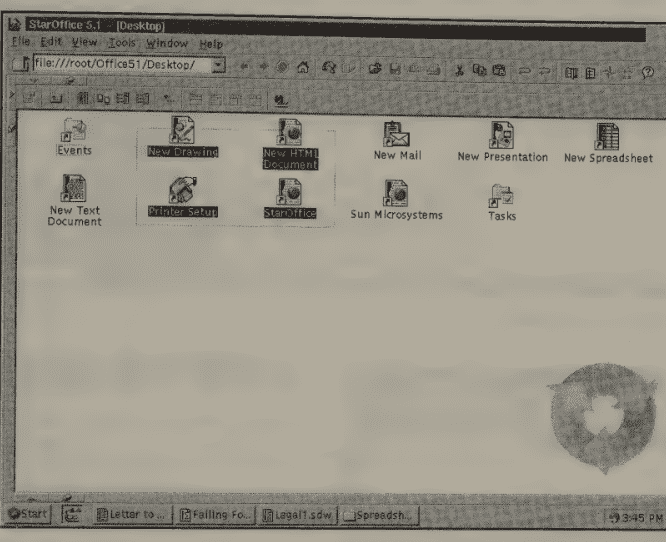 StarOffice 5.1 - [Desktop]
File Edit View Tools Window Help
file:///root/Office51/Desktop/
Events
New Drawing
New HTML
Document
New Mail
New Presentation
New Spreadsheet
New Text
Document
Printer Setup
StarOffice
Sun Microsystems
Tasks
Start
Letter to ...
Failing Fo...
Legal1.sdw
Spreadsh...
3:45 PM